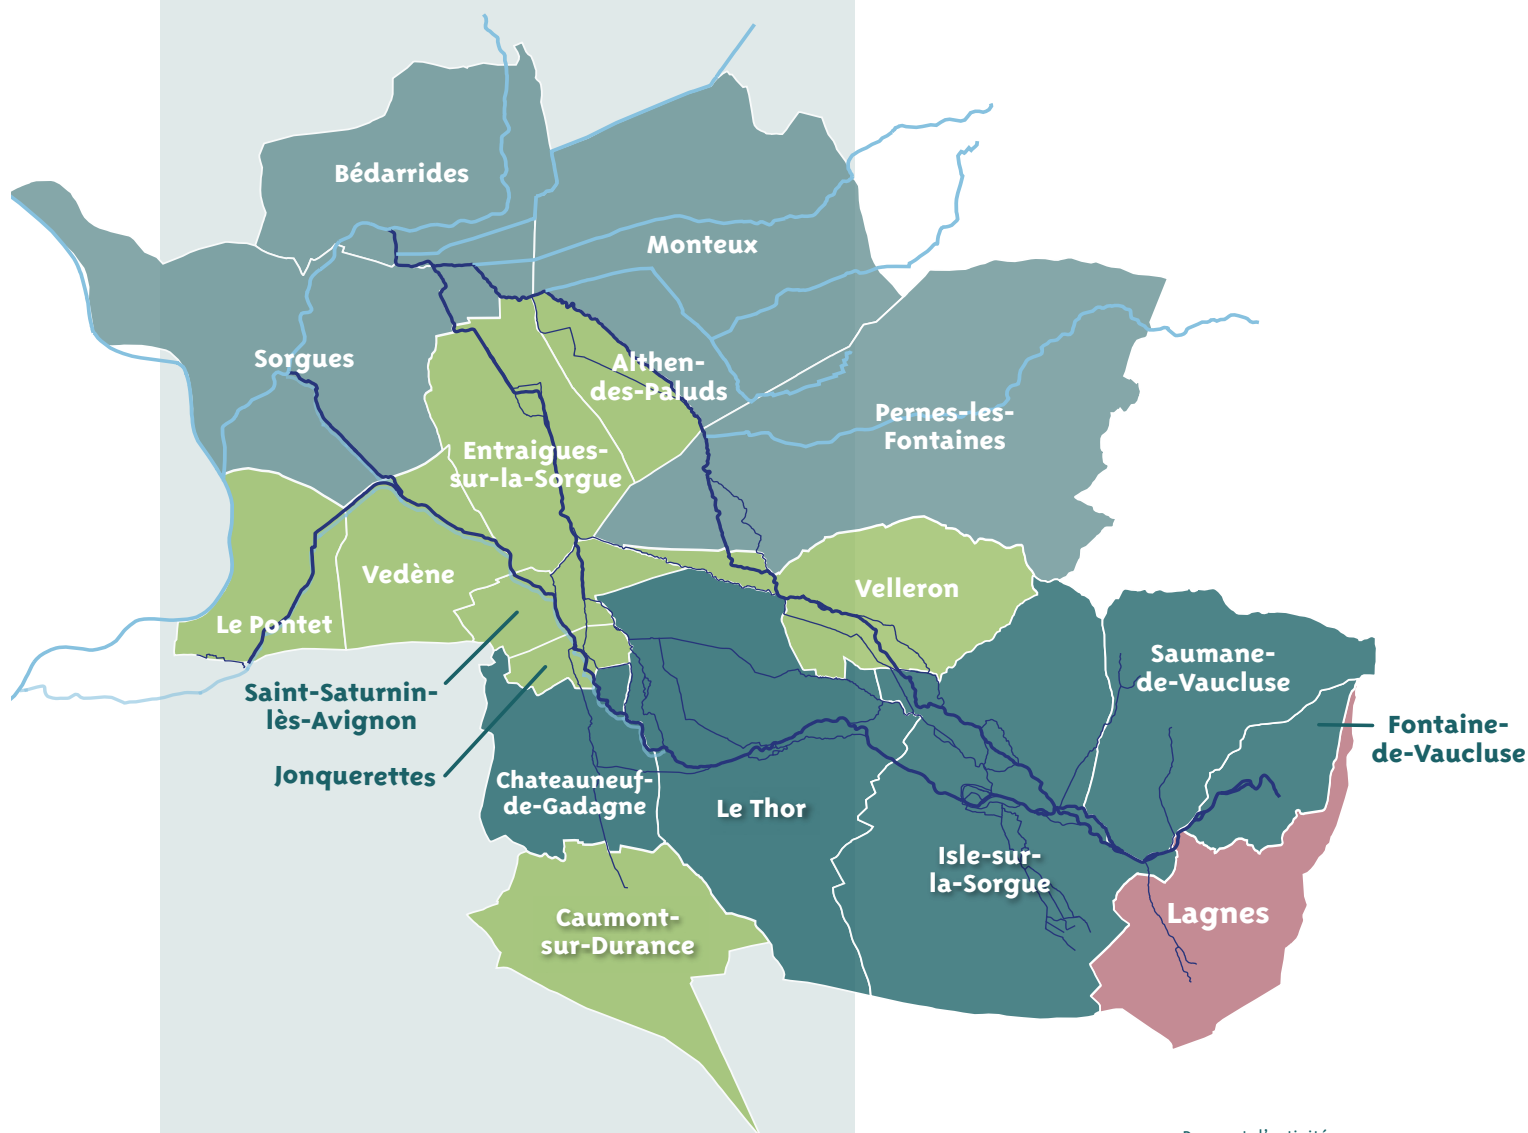 Bédarrides
Monteux
Sorgues
Althen-
des-Paluds
Pernes-les-
Fontaines
Entraigues-
sur-la-Sorgue
Vedène
Velleron
Le Pontet
Saint-Saturnin-
lès-Avignon
Jonquerettes
Saumane-
de-Vaucluse
Fontaine-
de-Vaucluse
Chateauneuf-
de-Gadagne
Le Thor
Isle-sur-
la-Sorgue
Lagnes
Caumont-
sur-Durance